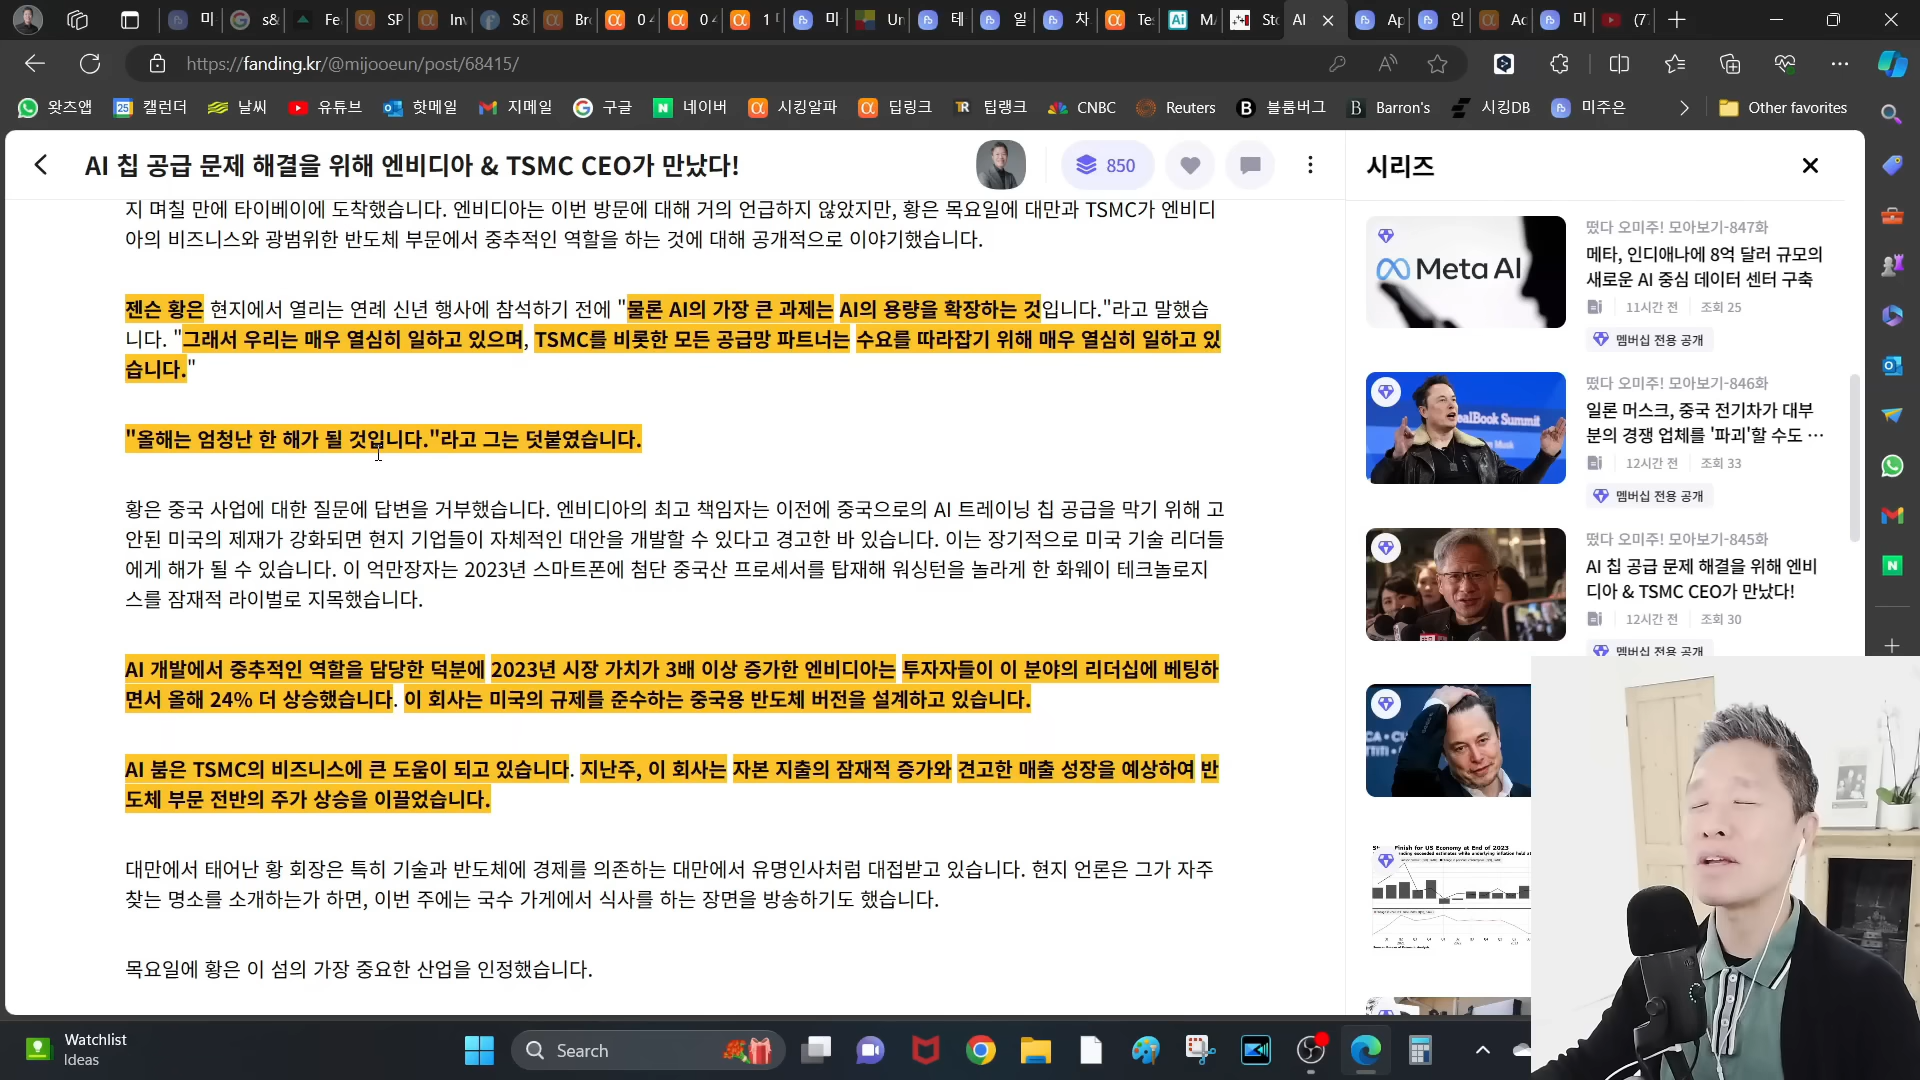 미
s&
Fe
SP
In
S&
Br
0
0
1
미
Un
테
일
차
Te
Ai
M
St
AI
Ap
인
Ac
미
(7
https://fanding.kr/@mijooeun/post/68415/
왓츠앱
25
캘린더
날씨
유튜브
핫메일
지메일
구글
N
네이버
시킹알파
딥링크
TR
팁랭크
CNBC
Reuters
B
블룸버그
B
Barron's
시킹DB
미주은
Other favorites
AI 칩 공급 문제 해결을 위해 엔비디아 & TSMC CEO가 만났다!
850
지 며칠 만에 타이베이에 도착했습니다. 엔비디아는 이번 방문에 대해 거의 언급하지 않았지만, 황은 목요일에 대만과 TSMC가 엔비디
아의 비즈니스와 광범위한 반도체 부문에서 중추적인 역할을 하는 것에 대해 공개적으로 이야기했습니다.
젠슨 황은 현지에서 열리는 연례 신년 행사에 참석하기 전에 "물론 AI의 가장 큰 과제는 AI의 용량을 확장하는 것입니다."라고 말했습
니다. "그래서 우리는 매우 열심히 일하고 있으며, TSMC를 비롯한 모든 공급망 파트너는 수요를 따라잡기 위해 매우 열심히 일하고 있
습니다."
"올해는 엄청난 한 해가 될 것입니다."라고 그는 덧붙였습니다.
황은 중국 사업에 대한 질문에 답변을 거부했습니다. 엔비디아의 최고 책임자는 이전에 중국으로의 AI 트레이닝 칩 공급을 막기 위해 고
안된 미국의 제재가 강화되면 현지 기업들이 자체적인 대안을 개발할 수 있다고 경고한 바 있습니다. 이는 장기적으로 미국 기술 리더들
에게 해가 될 수 있습니다. 이 억만장자는 2023년 스마트폰에 첨단 중국산 프로세서를 탑재해 워싱턴을 놀라게 한 화웨이 테크놀로지
스를 잠재적 라이벌로 지목했습니다.
AI 개발에서 중추적인 역할을 담당한 덕분에 2023년 시장 가치가 3배 이상 증가한 엔비디아는 투자자들이 이 분야의 리더십에 베팅하
면서 올해 24% 더 상승했습니다. 이 회사는 미국의 규제를 준수하는 중국용 반도체 버전을 설계하고 있습니다.
AI 붐은 TSMC의 비즈니스에 큰 도움이 되고 있습니다. 지난주, 이 회사는 자본 지출의 잠재적 증가와 견고한 매출 성장을 예상하여 반
도체 부문 전반의 주가 상승을 이끌었습니다.
대만에서 태어난 황 회장은 특히 기술과 반도체에 경제를 의존하는 대만에서 유명인사처럼 대접받고 있습니다. 현지 언론은 그가 자주
찾는 명소를 소개하는가 하면, 이번 주에는 국수 가게에서 식사를 하는 장면을 방송하기도 했습니다.
목요일에 황은 이 섬의 가장 중요한 산업을 인정했습니다.
시리즈
Meta AI
떴다 오미주! 모아보기-847화
메타, 인디애나에 8억 달러 규모의
새로운 AI 중심 데이터 센터 구축
11시간 전
조회 25
멤버십 전용 공개
ealBook Summit
떴다 오미주! 모아보기-846화
일론 머스크, 중국 전기차가 대부
분의 경쟁 업체를 '파괴'할 수도 …
12시간 전
조회 33
멤버십 전용 공개
떴다 오미주! 모아보기-845화
AI 칩 공급 문제 해결을 위해 엔비
디아 & TSMC CEO가 만났다!
12시간 전
조회 30
멤버십 전용 공개
Finish for US Economy at End of 2023
Watchlist
Ideas
Search